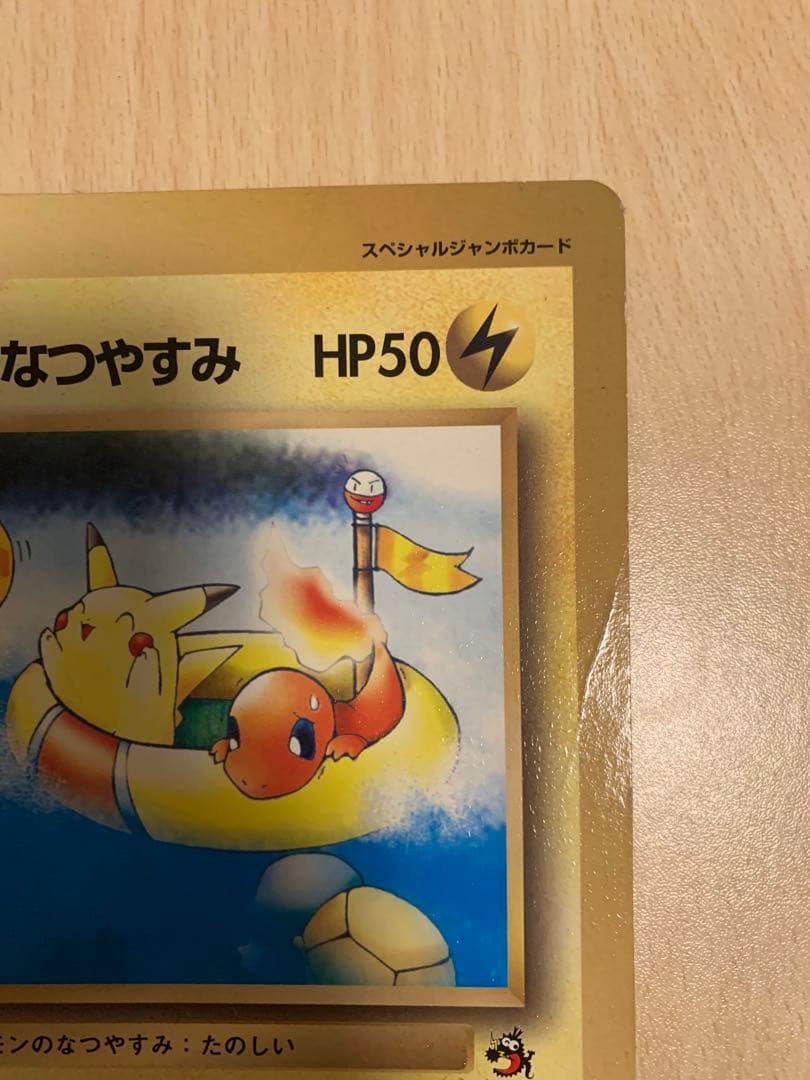 スペシャルジャンボカード
なつやすみ HP50
モンのなつやすみ:たのしい